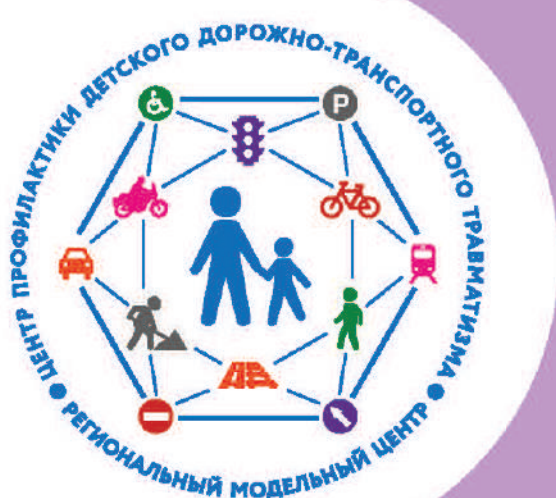 ЦЕНТР ПРОФИЛАКТИКИ ДЕТСКОГО ДОРОЖНО-ТРАНСПОРТНОГО ТРАВМАТИЗМА
РЕГИОНАЛЬНЫЙ МОДЕЛЬНЫЙ ЦЕНТР
P